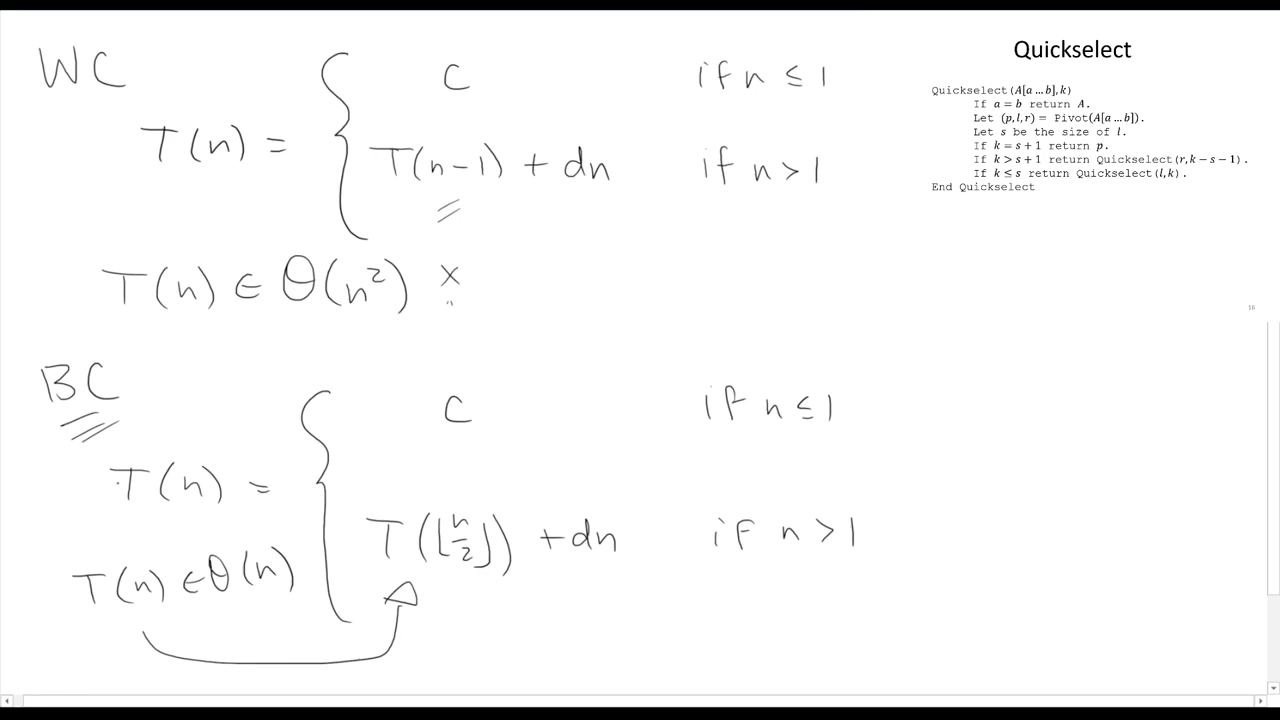 WC
T(n) = { C if n ≤ 1
T(n-1) + dn if n > 1
T(n) ∈ Θ(n²) x
BC
T(n) = { C if n ≤ 1
T(⌊n/2⌋) + dn if n > 1
T(n) ∈ Θ(n)
Quickselect
Quickselect(A[a … b], k)
If a = b return A.
Let (p, l, r) = Pivot(A[a … b]).
Let s be the size of l.
If k = s + 1 return p.
If k > s + 1 return Quickselect(r, k − s − 1).
If k ≤ s return Quickselect(l, k).
End Quickselect
16